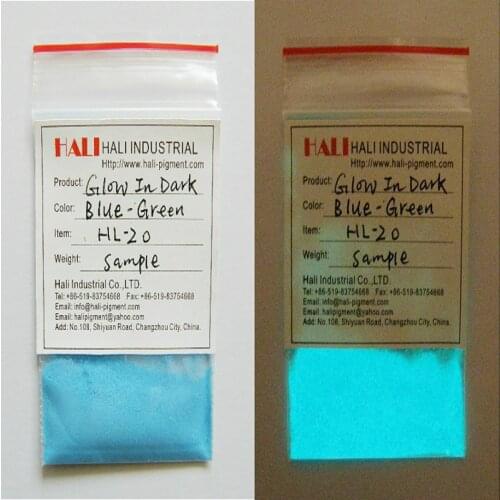 HALI HALI INDUSTRIAL
Http://www.hali-pigment.com
Product: Glow In Dark
Color: Blue-Green
Item: HL-20
Weight: Sample
Hali Industrial Co.,LTD.
Tel: +86-519-83754668 Fax: +86-519-83754668
Email: info@hali-pigment.com
Email: halipigment@yahoo.com
Add: No.108, Shiyuan Road, Changzhou City, China.
HALI HALI INDUSTRIAL
Http://www.hali-pigment.com
Product: Glow In Dark
Color: Blue-Green
Item: HL-20
Weight: Sample
Hali Industrial Co.,LTD.
Tel: +86-519-83754668 Fax: +86-519-83754668
Email: info@hali-pigment.com
Email: halipigment@yahoo.com
Add: No.108, Shiyuan Road, Changzhou City, China.